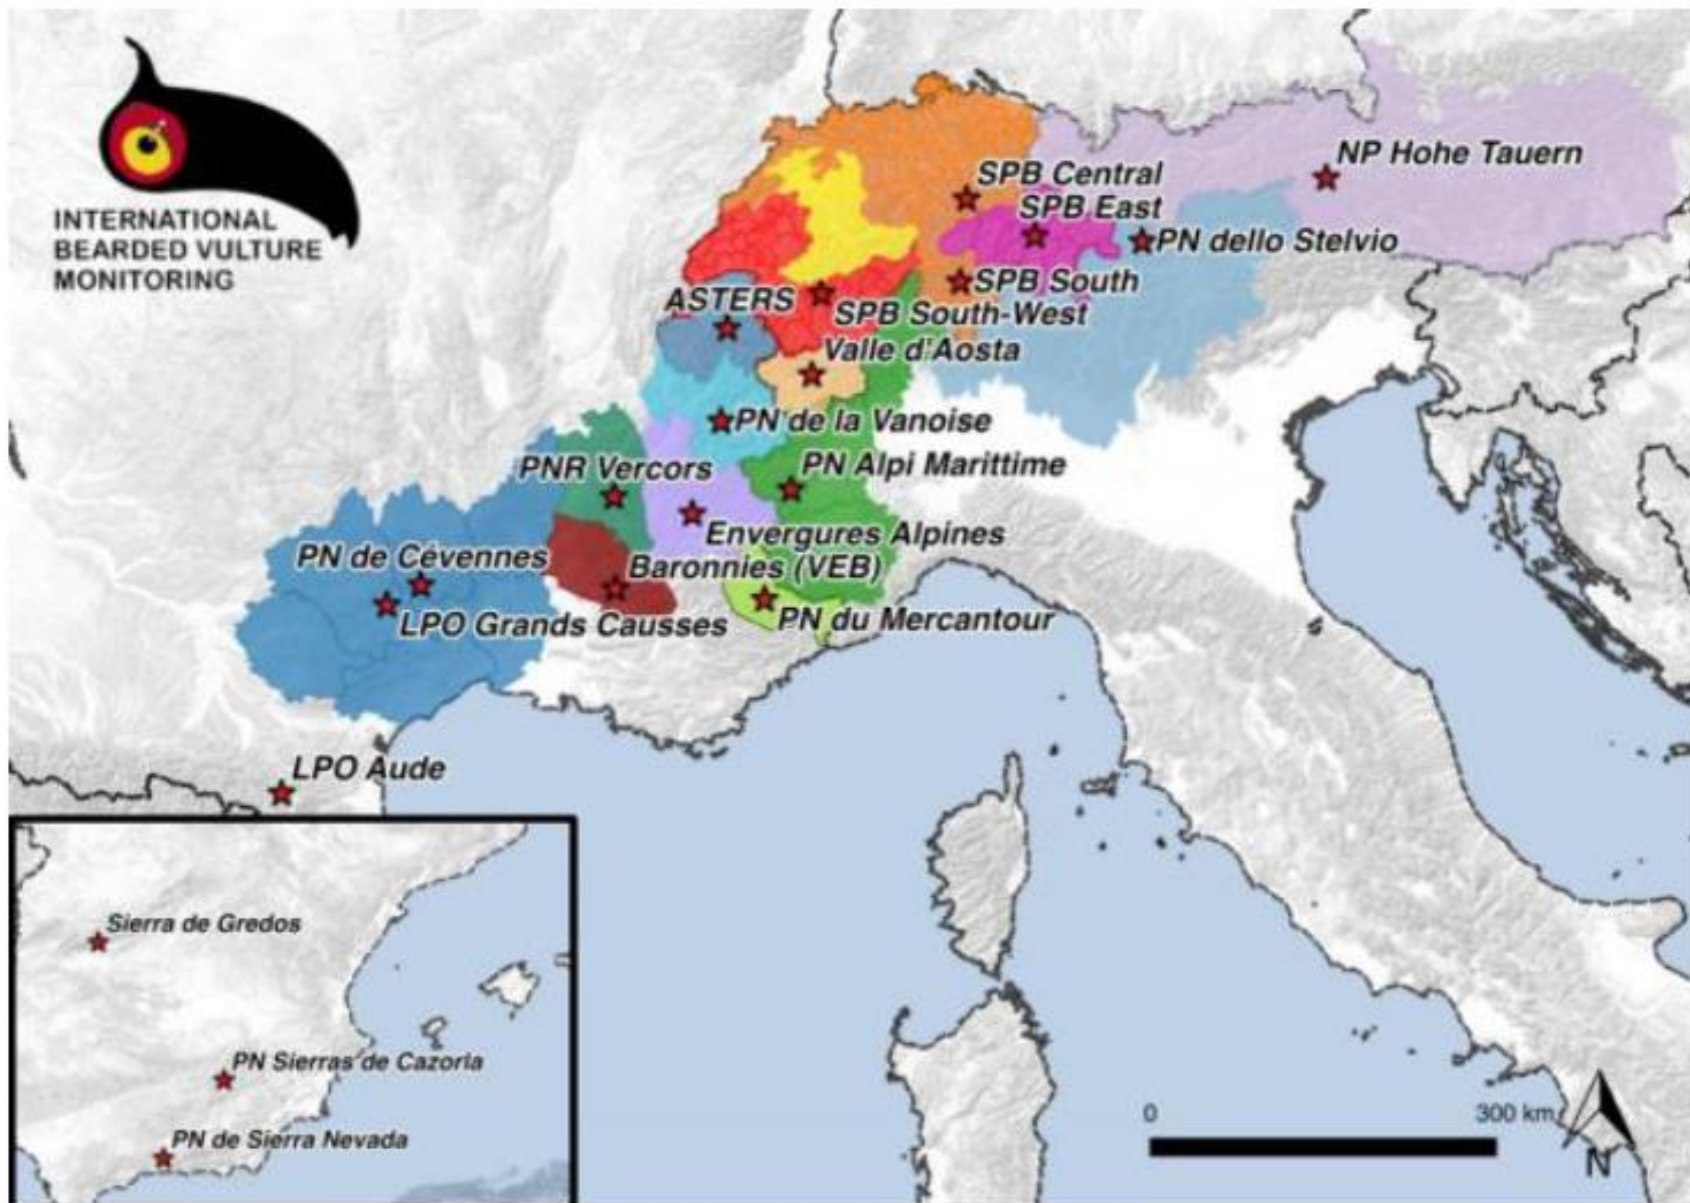 INTERNATIONAL
BEARDED VULTURE
MONITORING
NP Hohe Tauern
SPB Central
SPB East
PN dello Stelvio
SPB South
ASTERS
SPB South-West
Valle d'Aosta
PN de la Vanoise
PNR Vercors
PN Alpi Marittime
Envergures Alpines
PN de Cévennes
Baronnies (VEB)
LPO Grands Causses
PN du Mercantour
LPO Aude
Sierra de Gredos
PN Sierras de Cazorla
PN de Sierra Nevada
0
300 km
N